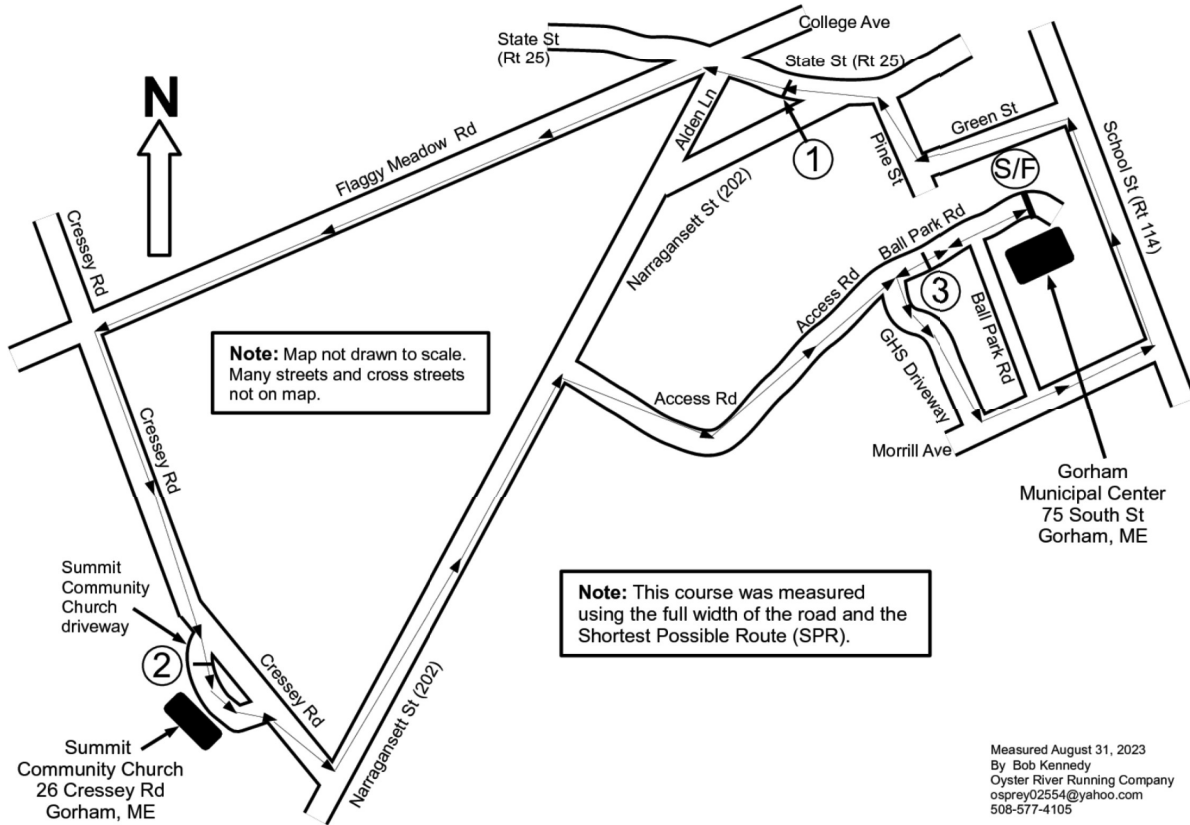 College Ave
State St
(Rt 25)
State St (Rt 25)
N
Alden Ln
Green St
Flaggy Meadow Rd
1
Pine St
S/F
School St (Rt 114)
Narragansett St (202)
Ball Park Rd
Cressey Rd
Access Rd
3
Ball Park Rd
GHS Driveway
Note: Map not drawn to scale.
Many streets and cross streets
not on map.
Access Rd
Cressey Rd
Morrill Ave
Gorham
Municipal Center
75 South St
Gorham, ME
Summit
Community
Church
driveway
Note: This course was measured
using the full width of the road and the
Shortest Possible Route (SPR).
2
Cressey Rd
Narragansett St (202)
Summit
Community Church
26 Cressey Rd
Gorham, ME
Measured August 31, 2023
By Bob Kennedy
Oyster River Running Company
osprey02554@yahoo.com
508-577-4105